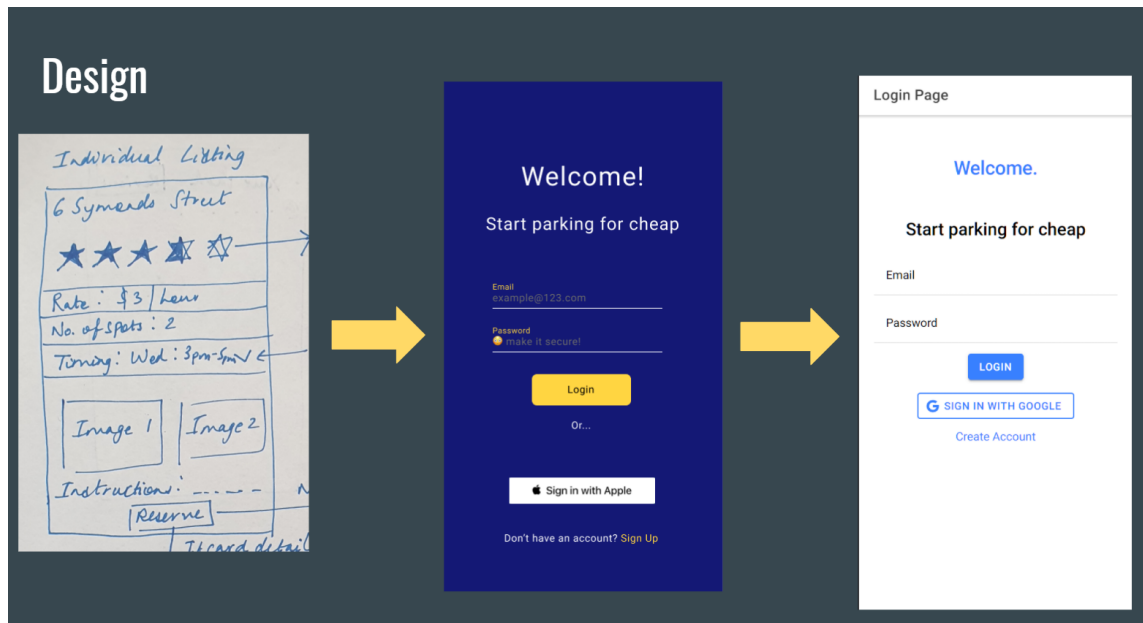 Design
Individual Listing
6 Symonds Street
Rate: $3 / hour
No. of spots: 2
Timing: Wed: 3pm-5pm
Image 1
Image 2
Instructions: ------
Reserve
card detail
Welcome!
Start parking for cheap
Email
example@123.com
Password
make it secure!
Login
Or...
Sign in with Apple
Don't have an account? Sign Up
Login Page
Welcome.
Start parking for cheap
Email
Password
LOGIN
G SIGN IN WITH GOOGLE
Create Account